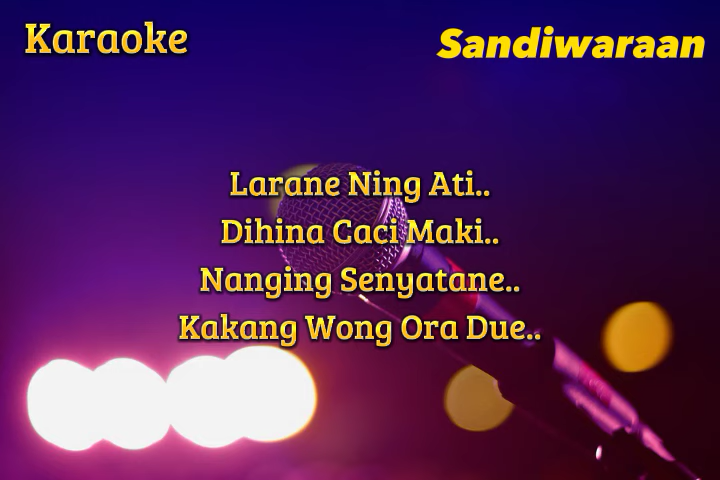 Karaoke
Sandiwaraan
Larane Ning Ati..
Dihina Caci Maki..
Nanging Senyatane..
Kakang Wong Ora Due..